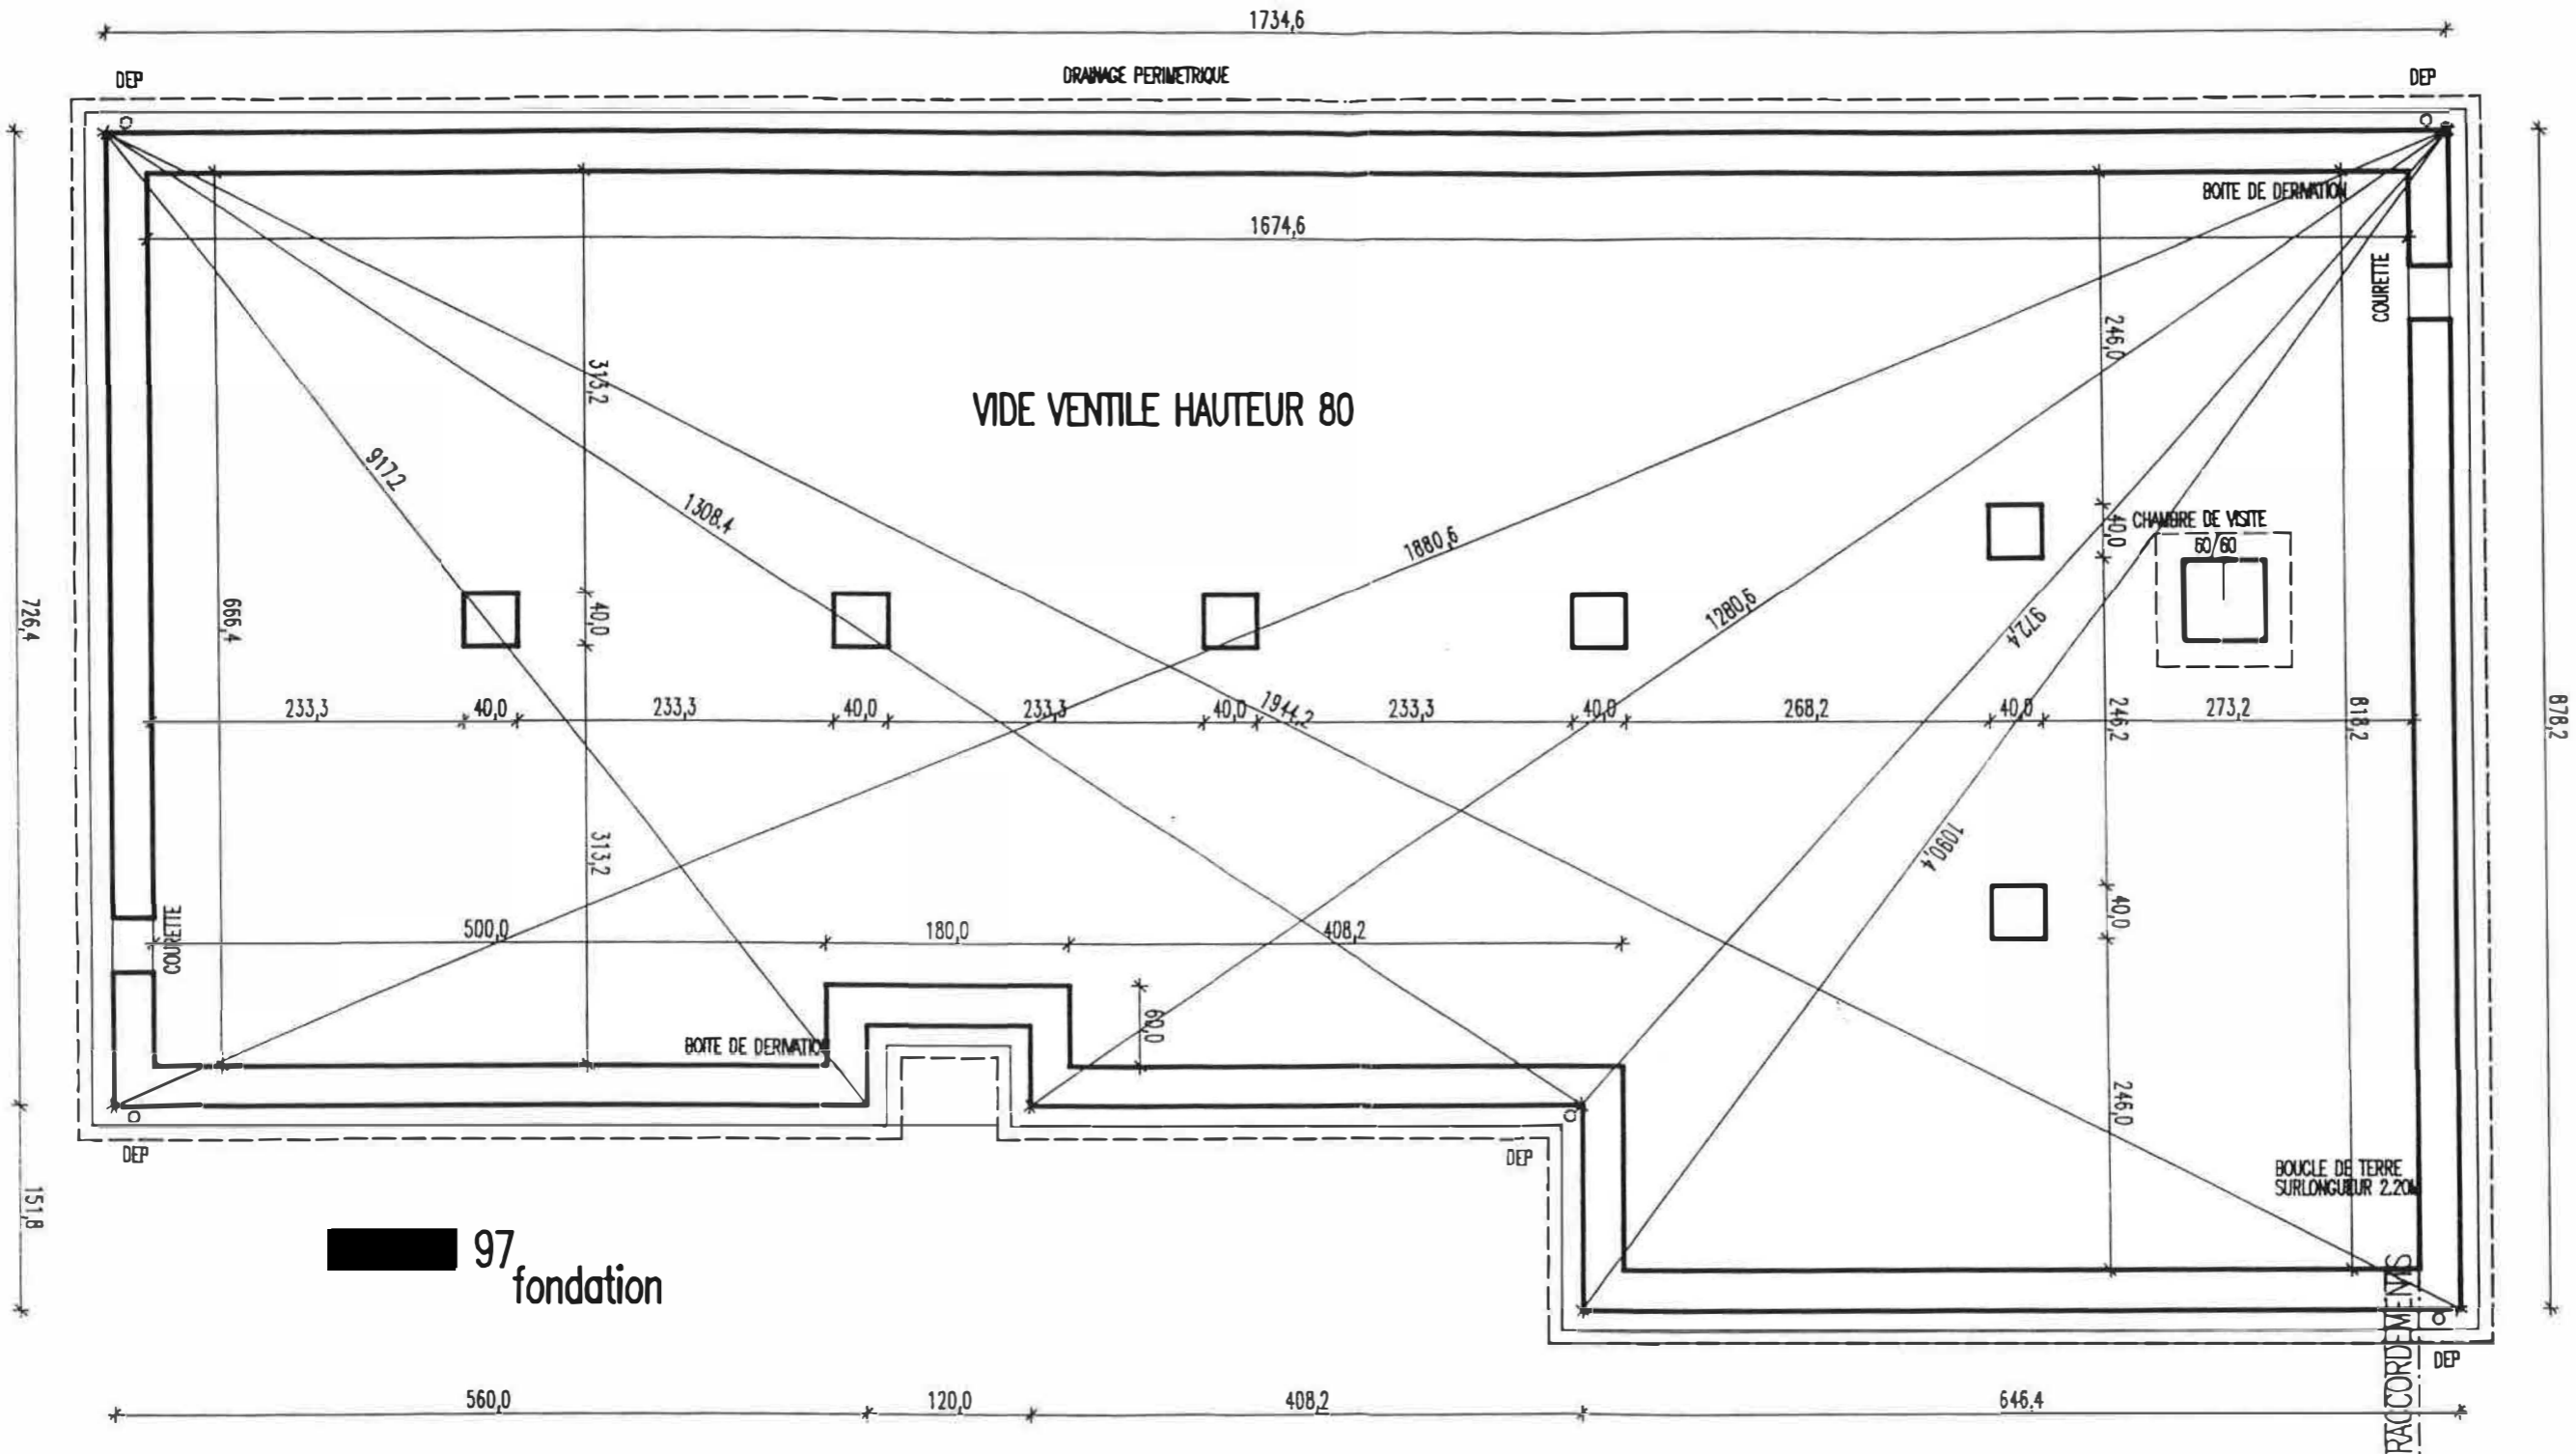 1734,6
DEP
DRAINAGE PERIMETRIQUE
DEP
BOITE DE DERIVATION
1674,6
COURETTE
246,0
313,2
VIDE VENTILE HAUTEUR 80
917.2
1308.4
1880,6
40,0
CHAMBRE DE VISITE
60/60
726,4
666,4
40,0
1280,6
972,4
233,3
40,0
233,3
40,0
233,3
40,0
1944,2
233,3
40,0
268,2
40,0
246,2
273,2
818,2
878,2
313,2
1090,4
COURETTE
500,0
180,0
408,2
40,0
60,0
BOITE DE DERIVATION
246,0
DEP
DEP
BOUCLE DE TERRE
SURLONGUEUR 2.20M
151,8
97
fondation
RACCORDEMENTS
DEP
560,0
120,0
408,2
646,4